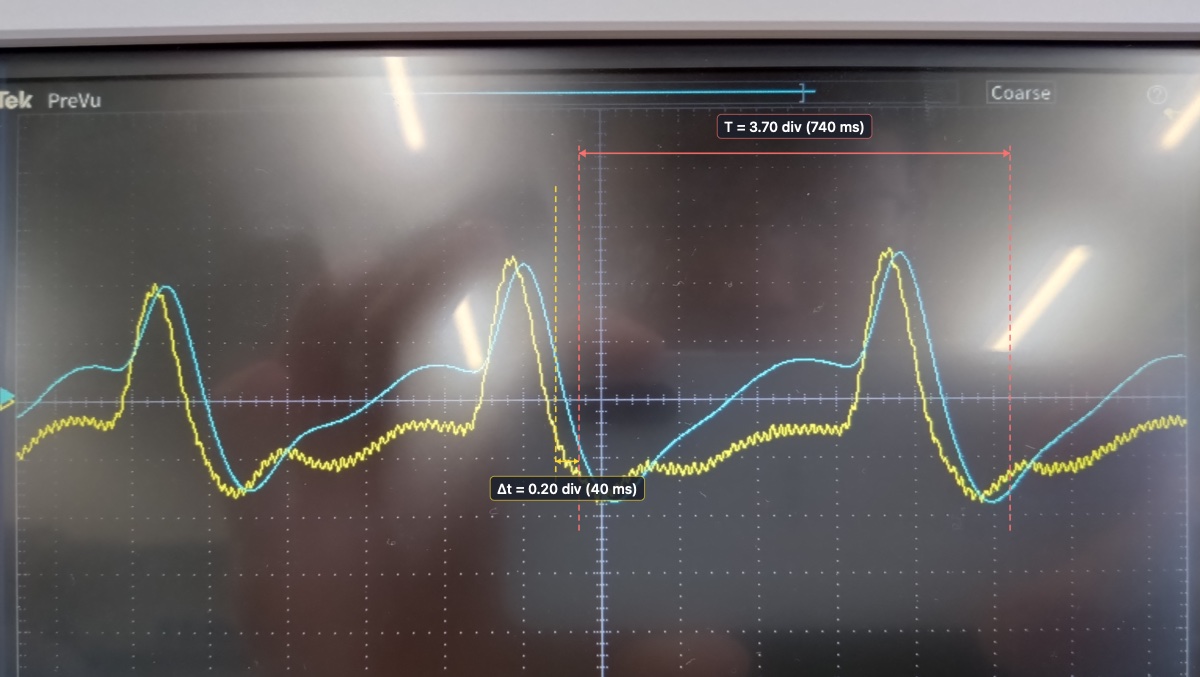 Tek PreVu
Coarse
T = 3.70 div (740 ms)
Δt = 0.20 div (40 ms)